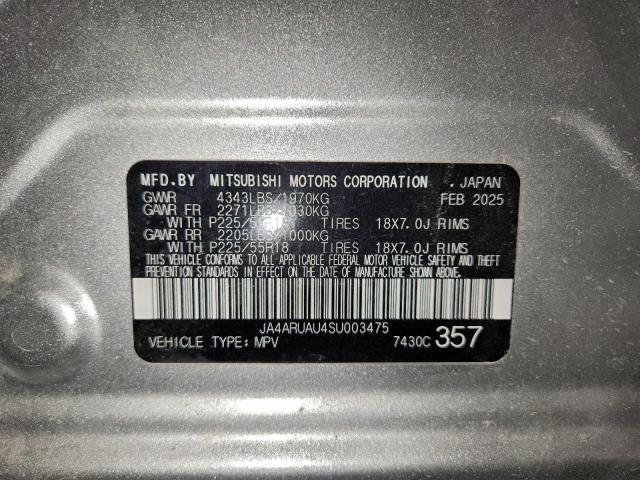 MFD.BY MITSUBISHI MOTORS CORPORATION , JAPAN
GVWR 4343LBS/1970KG FEB 2025
GAWR FR 2271LBS/1030KG
WITH P225/55R18 TIRES 18X7.0J RIMS
GAWR RR 2205LBS/1000KG
WITH P225/55R18 TIRES 18X7.0J RIMS
THIS VEHICLE CONFORMS TO ALL APPLICABLE FEDERAL MOTOR VEHICLE SAFETY AND THEFT
PREVENTION STANDARDS IN EFFECT ON THE DATE OF MANUFACTURE SHOWN ABOVE.
JA4ARUAU4SU003475
VEHICLE TYPE: MPV 7430C 357